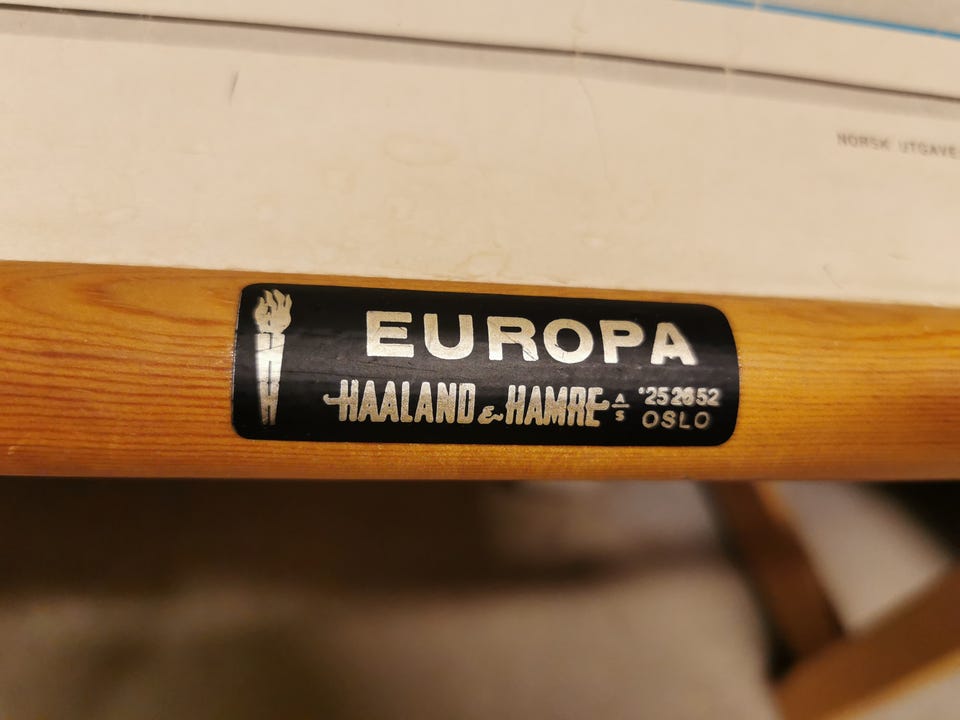 NORSK UTGAVE
EUROPA
HAALAND & HAMRE A/S
252652
OSLO